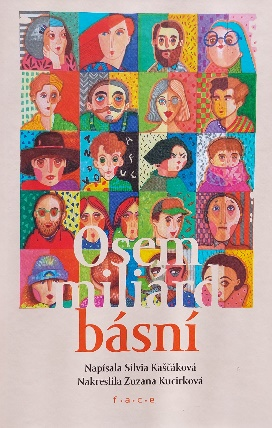 Osem
miliárd
básní
Napísala Silvia Kaščáková
Nakreslila Zuzana Kucirková
f·a·c·e